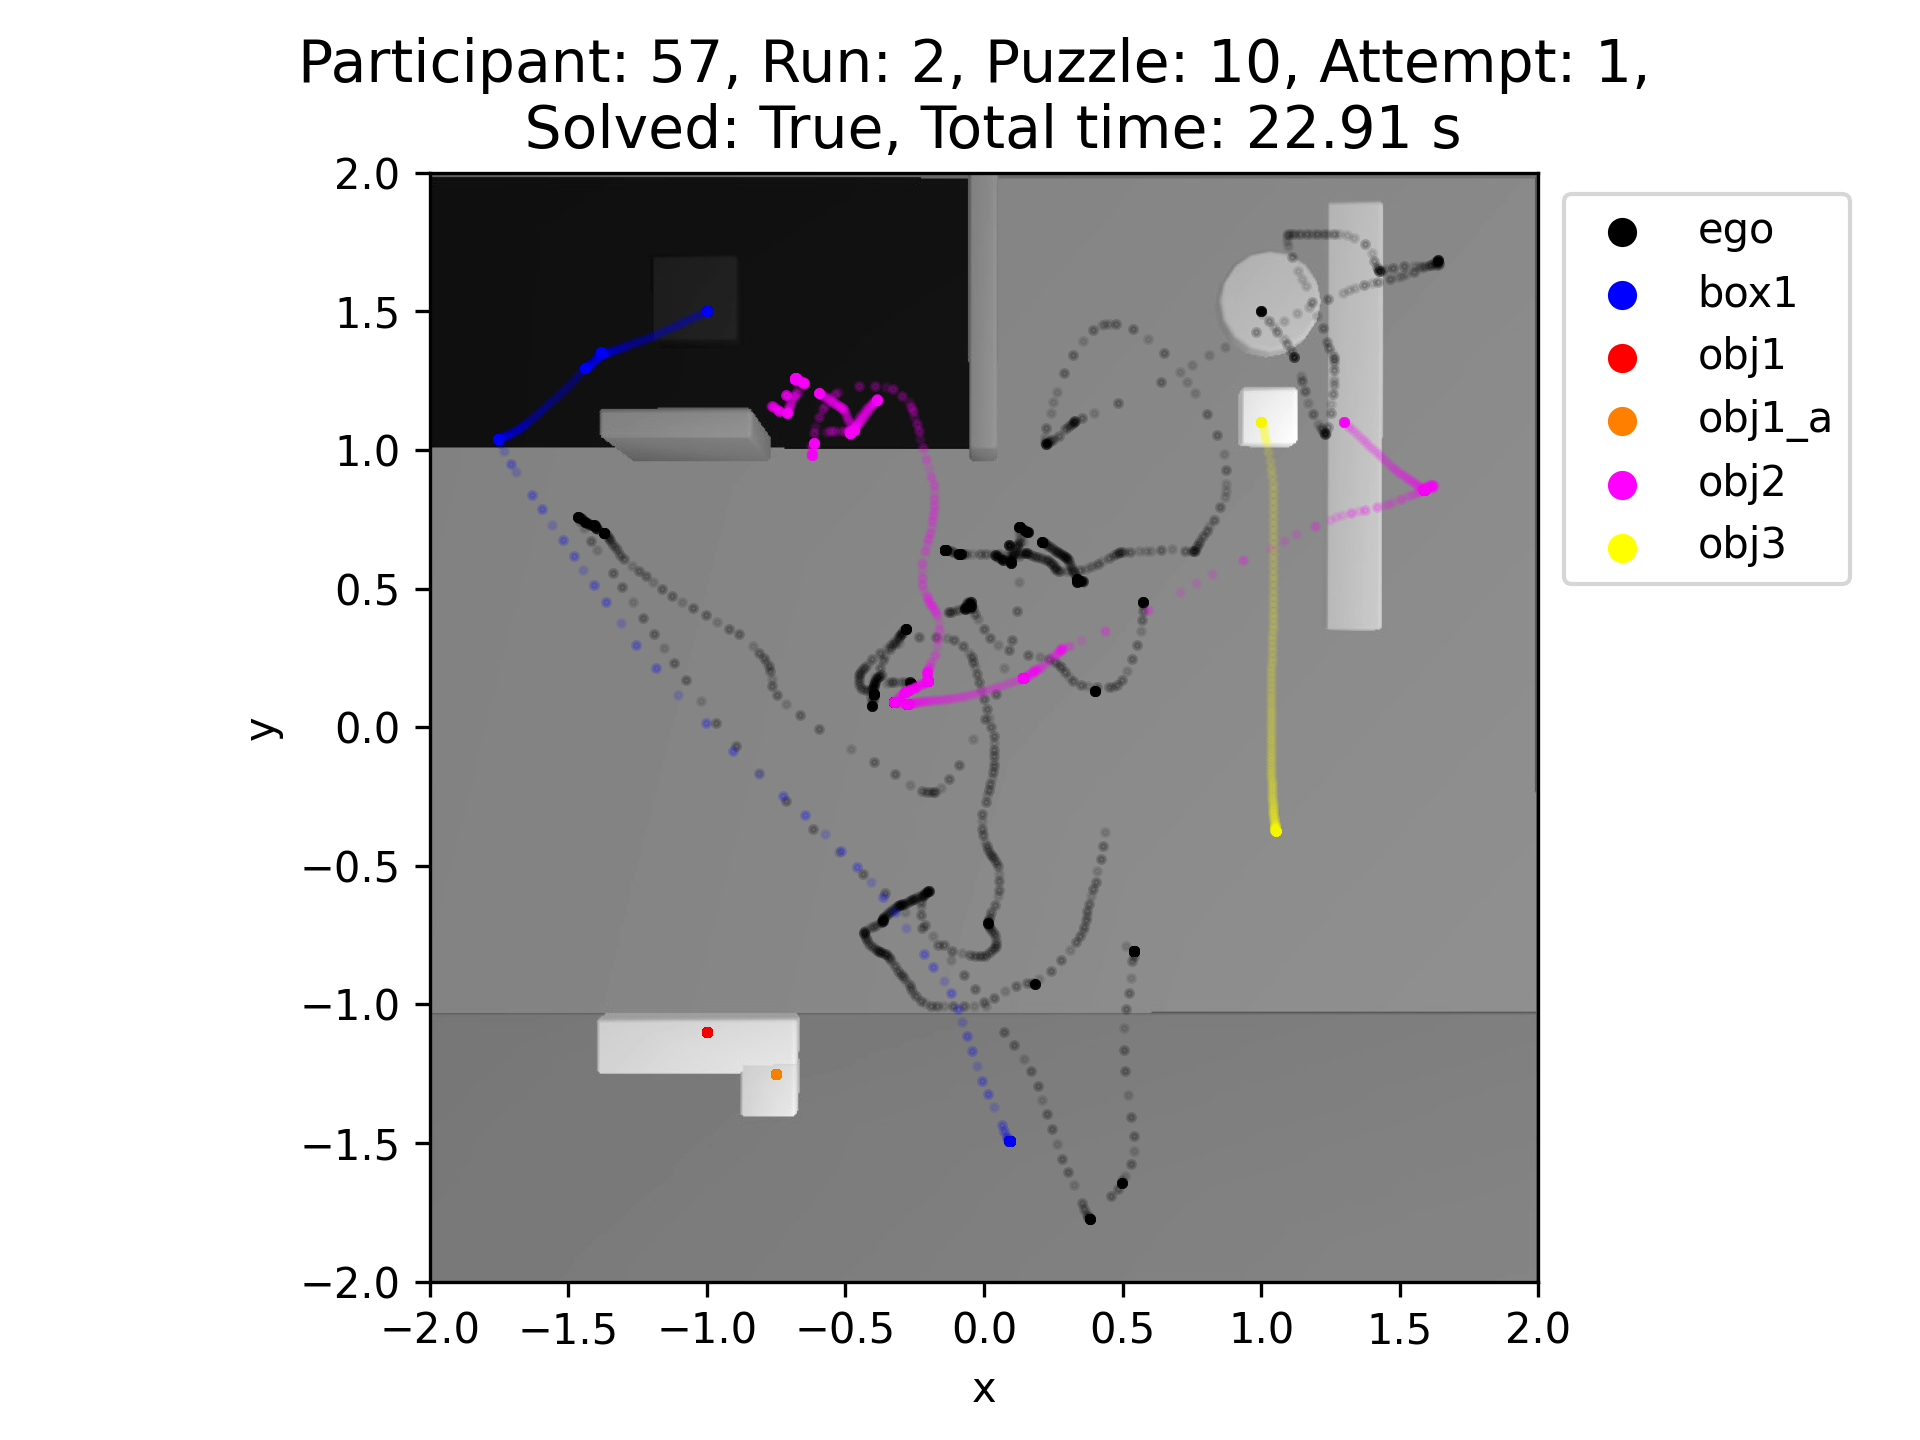 Participant: 57, Run: 2, Puzzle: 10, Attempt: 1,
Solved: True, Total time: 22.91 s
2.0
1.5
1.0
0.5
0.0
−0.5
−1.0
−1.5
−2.0
y
−2.0 −1.5 −1.0 −0.5 0.0 0.5 1.0 1.5 2.0
x
ego
box1
obj1
obj1_a
obj2
obj3